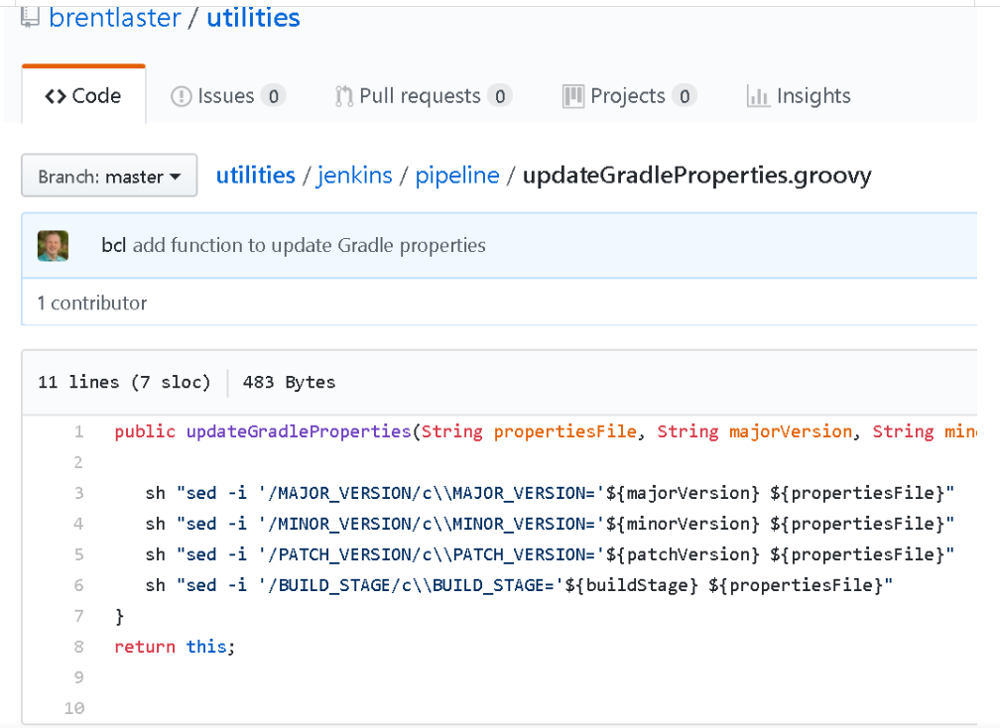 brentlaster / utilities
<> Code Issues 0 Pull requests 0 Projects 0 Insights
Branch: master utilities / jenkins / pipeline / updateGradleProperties.groovy
bcl add function to update Gradle properties
1 contributor
11 lines (7 sloc) 483 Bytes
1 public updateGradleProperties(String propertiesFile, String majorVersion, String
2
3 sh "sed -i '/MAJOR_VERSION/c\\MAJOR_VERSION='${majorVersion} ${propertiesFile}"
4 sh "sed -i '/MINOR_VERSION/c\\MINOR_VERSION='${minorVersion} ${propertiesFile}"
5 sh "sed -i '/PATCH_VERSION/c\\PATCH_VERSION='${patchVersion} ${propertiesFile}"
6 sh "sed -i '/BUILD_STAGE/c\\BUILD_STAGE='${buildStage} ${propertiesFile}"
7 }
8 return this;
9
10